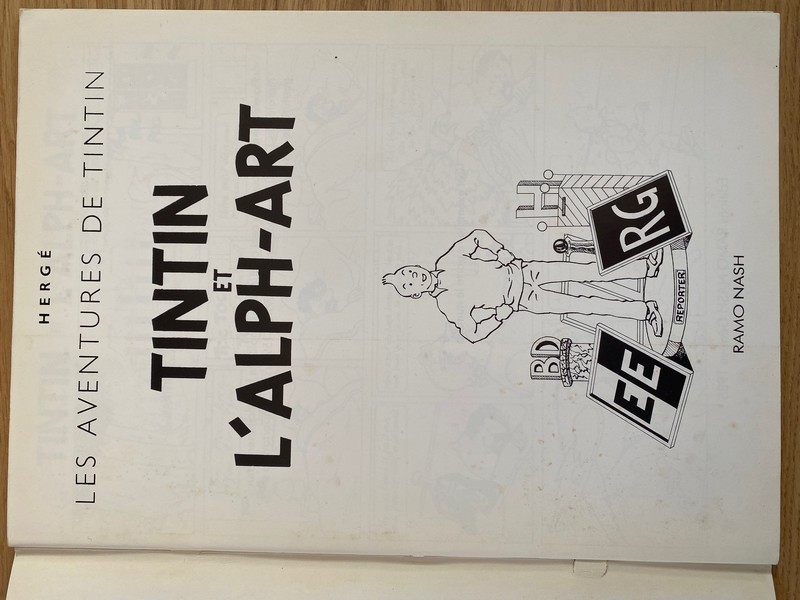 HERGÉ
LES AVENTURES DE TINTIN
TINTIN
ET
L'ALPH-ART
BD
H
EE
RG
REPORTER
RAMO NASH